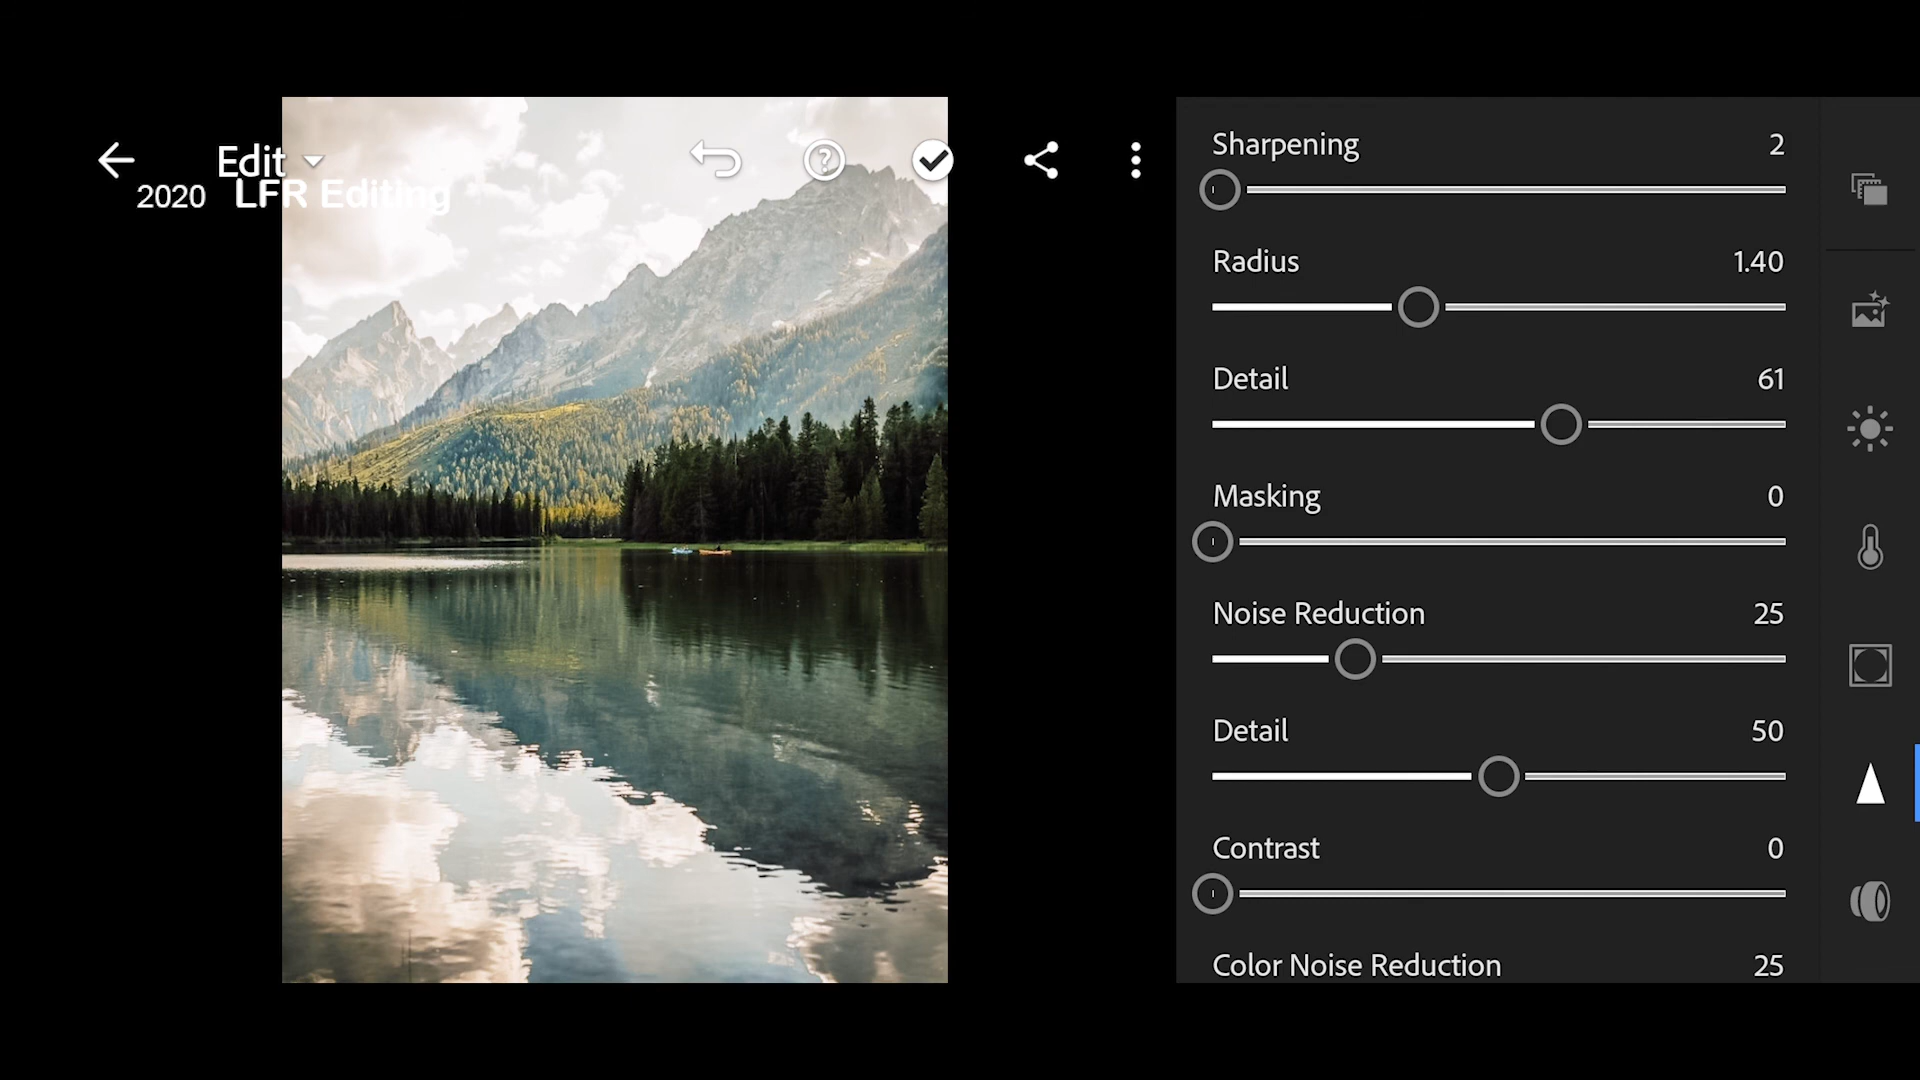 Edit
2020 LFR Editing
Sharpening 2
Radius 1.40
Detail 61
Masking 0
Noise Reduction 25
Detail 50
Contrast 0
Color Noise Reduction 25